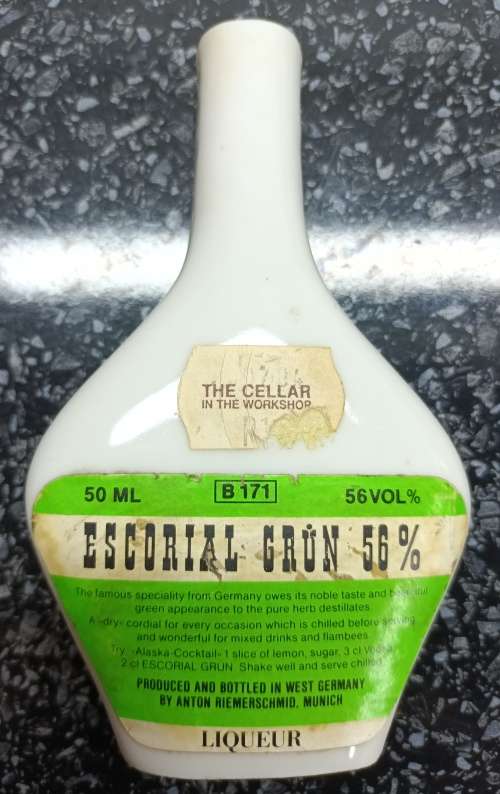 THE CELLAR
IN THE WORKSHOP
R
50 ML B 171 56VOL%
ESCORIAL GRÜN 56%
The famous speciality from Germany owes its noble taste and
green appearance to the pure herb destillates.
A »dry« cordial for every occasion which is chilled before serving
and wonderful for mixed drinks and flambees.
Try »Alaska-Cocktail« 1 slice of lemon, sugar, 3 cl Vodka,
2 cl ESCORIAL GRUN. Shake well and serve chilled.
PRODUCED AND BOTTLED IN WEST GERMANY
BY ANTON RIEMERSCHMID, MUNICH
LIQUEUR